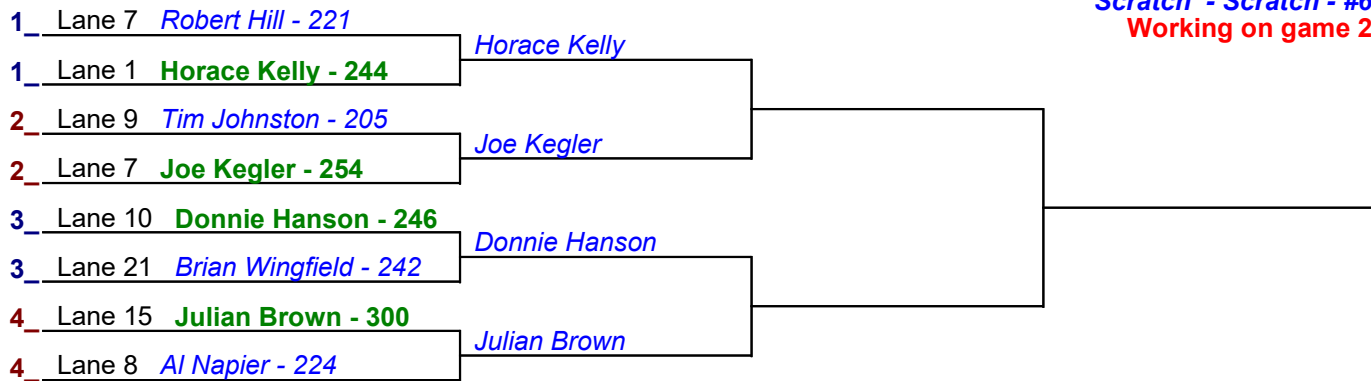 Scratch - Scratch - #6
Working on game 2
1_ Lane 7 Robert Hill - 221
Horace Kelly
1_ Lane 1 Horace Kelly - 244
2_ Lane 9 Tim Johnston - 205
Joe Kegler
2_ Lane 7 Joe Kegler - 254
3_ Lane 10 Donnie Hanson - 246
Donnie Hanson
3_ Lane 21 Brian Wingfield - 242
4_ Lane 15 Julian Brown - 300
Julian Brown
4_ Lane 8 Al Napier - 224